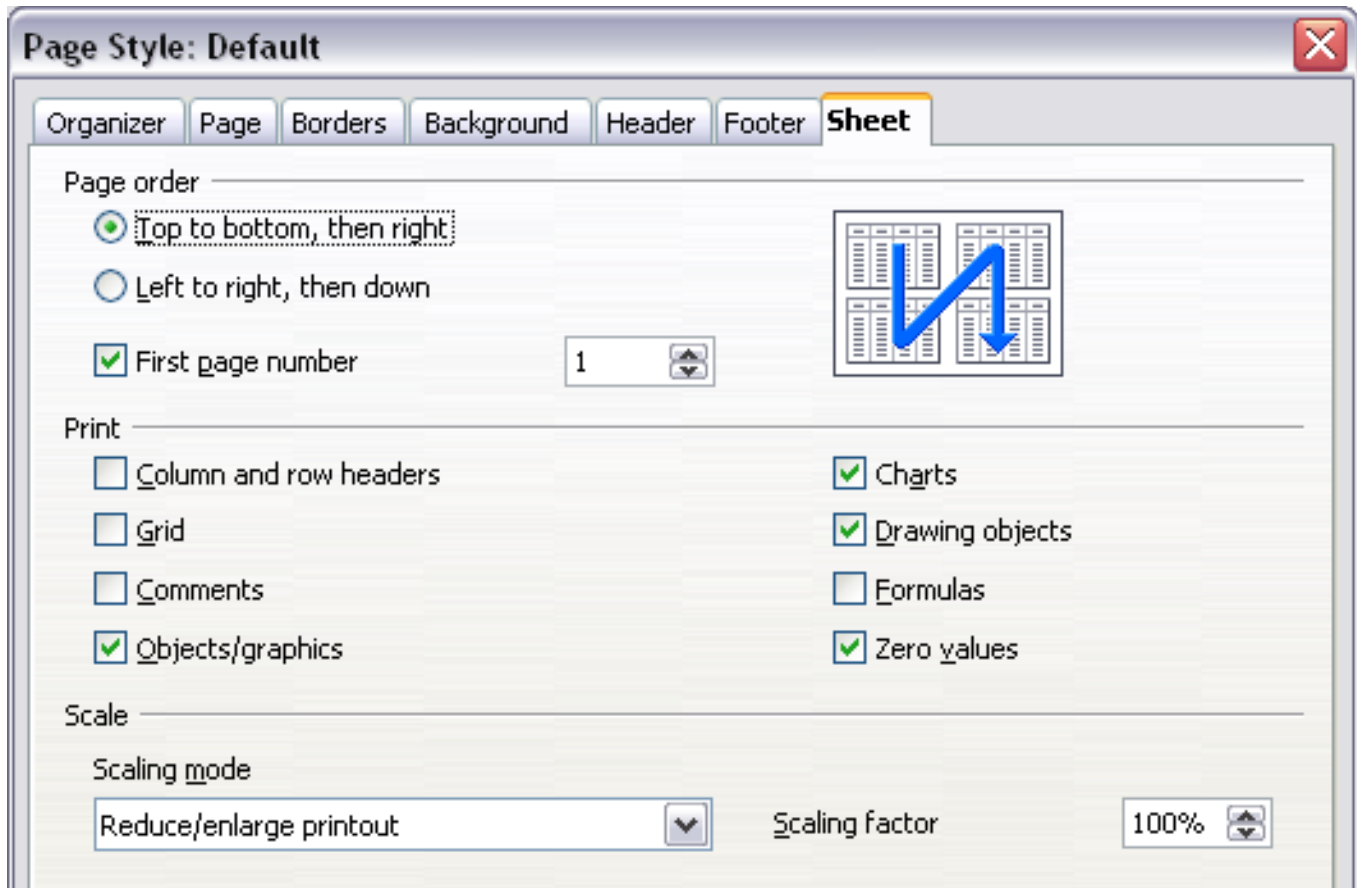 Page Style: Default
Organizer Page Borders Background Header Footer Sheet
Page order
Top to bottom, then right
Left to right, then down
First page number 1
Print
Column and row headers Charts
Grid Drawing objects
Comments Formulas
Objects/graphics Zero values
Scale
Scaling mode
Reduce/enlarge printout Scaling factor 100%